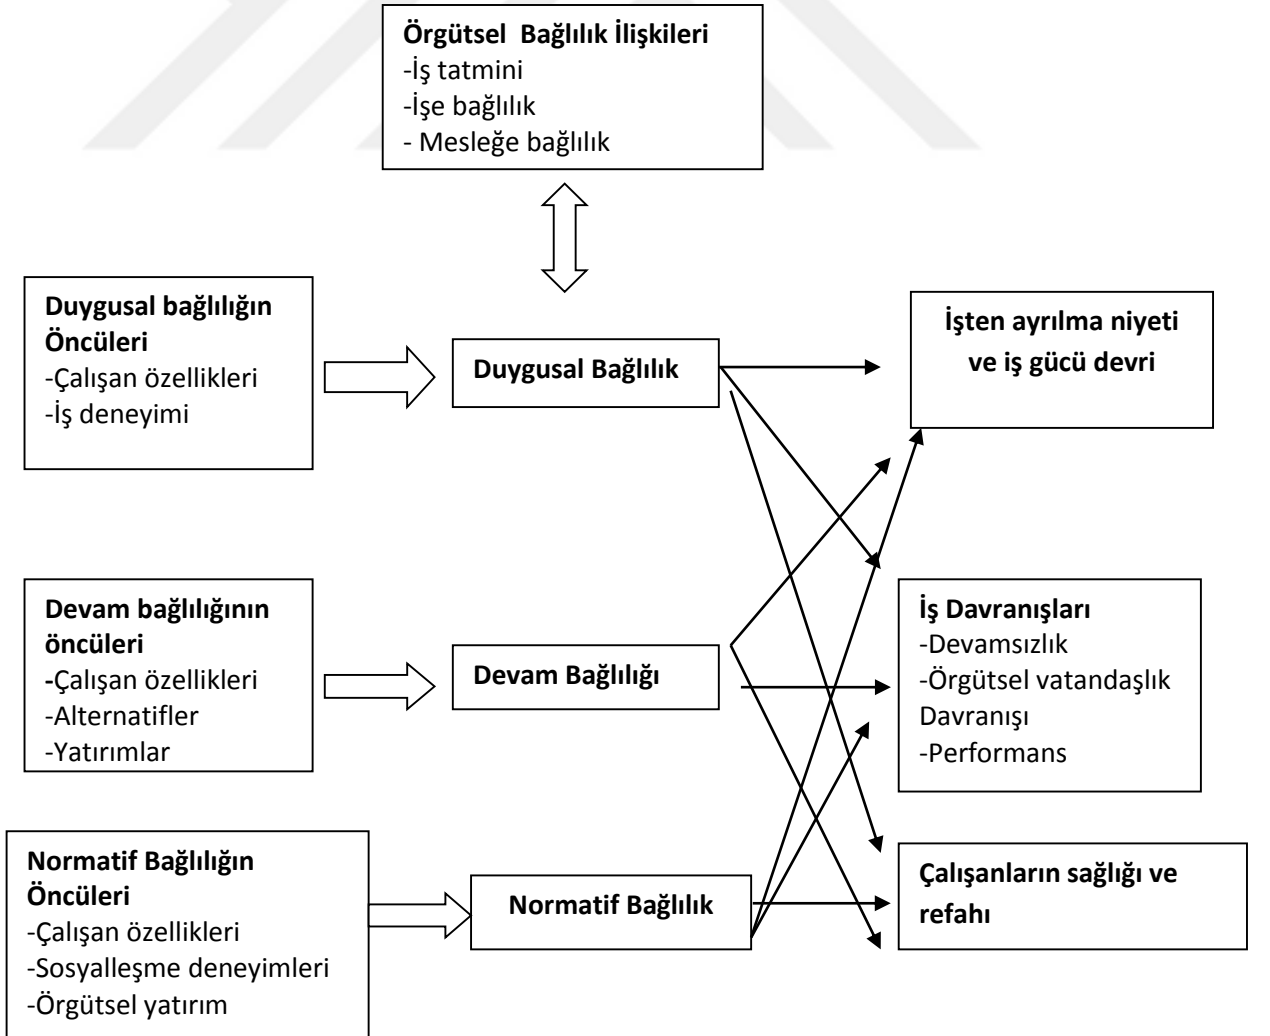 Örgütsel Bağlılık İlişkileri
-İş tatmini
-İşe bağlılık
- Mesleğe bağlılık
Duygusal bağlılığın
Öncüleri
-Çalışan özellikleri
-İş deneyimi
Duygusal Bağlılık
İşten ayrılma niyeti
ve iş gücü devri
Devam bağlılığının
öncüleri
-Çalışan özellikleri
-Alternatifler
-Yatırımlar
Devam Bağlılığı
İş Davranışları
-Devamsızlık
-Örgütsel vatandaşlık
Davranışı
-Performans
Normatif Bağlılığın
Öncüleri
-Çalışan özellikleri
-Sosyalleşme deneyimleri
-Örgütsel yatırım
Normatif Bağlılık
Çalışanların sağlığı ve
refahı